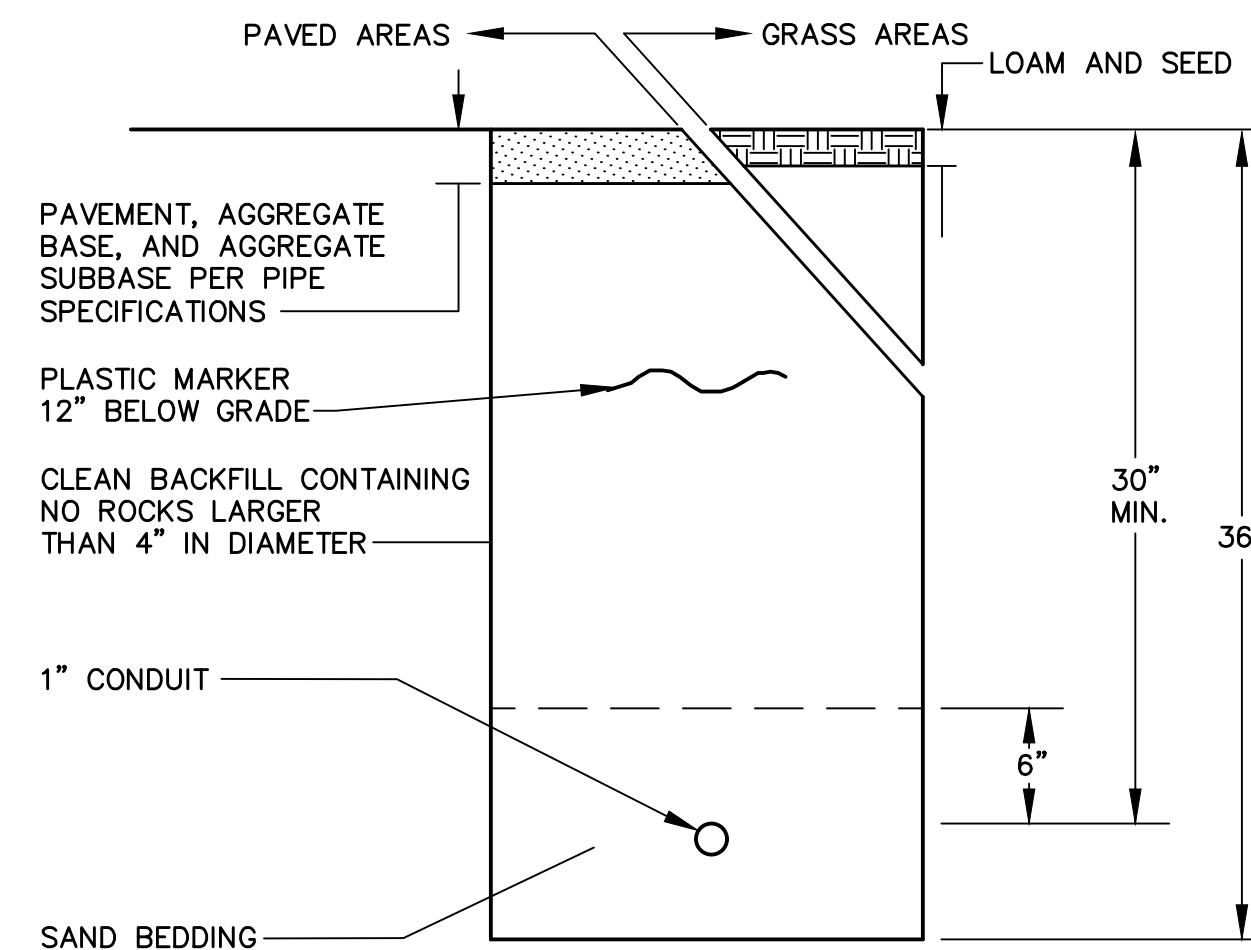 PAVED AREAS
GRASS AREAS
LOAM AND SEED
PAVEMENT, AGGREGATE
BASE, AND AGGREGATE
SUBBASE PER PIPE
SPECIFICATIONS
PLASTIC MARKER
12” BELOW GRADE
CLEAN BACKFILL CONTAINING
NO ROCKS LARGER
THAN 4” IN DIAMETER
30”
MIN.
36
1” CONDUIT
6”
SAND BEDDING